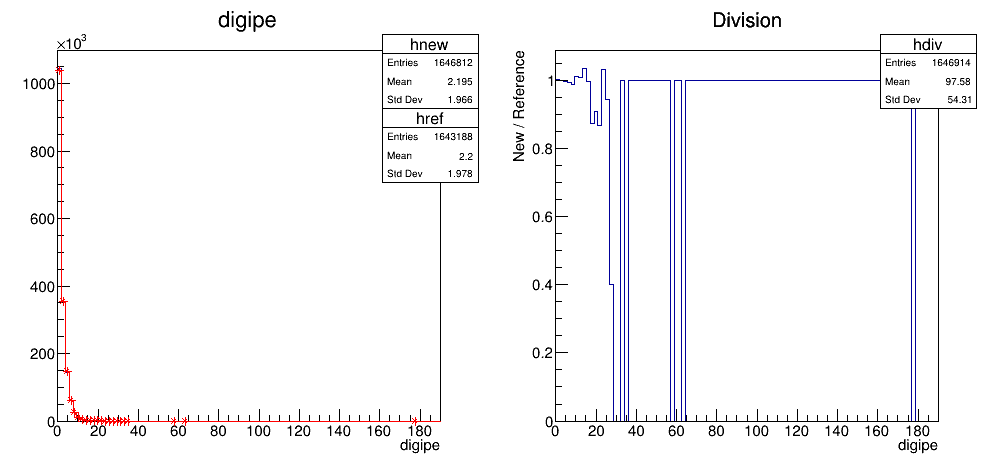 digipe
×10³
hnew
Entries 1646812
Mean 2.195
Std Dev 1.966
href
Entries 1643188
Mean 2.2
Std Dev 1.978
1000
800
600
400
200
0
0 20 40 60 80 100 120 140 160 180
digipe
Division
hdiv
Entries 1646914
Mean 97.58
Std Dev 54.31
New / Reference
1
0.8
0.6
0.4
0.2
0
0 20 40 60 80 100 120 140 160 180
digipe